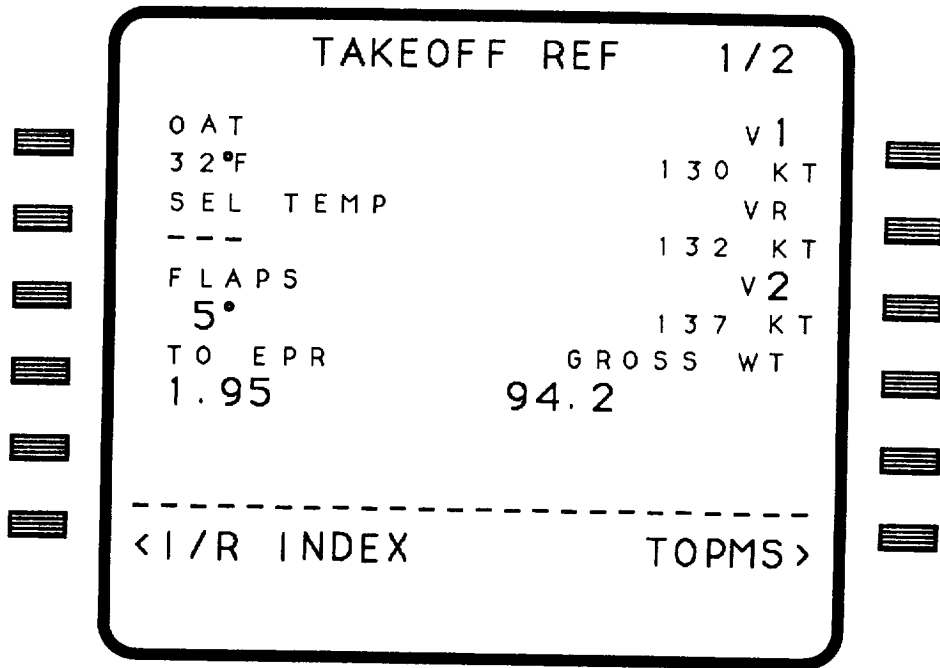 TAKEOFF REF 1/2
OAT V1
32°F 130 KT
SEL TEMP VR
--- 132 KT
FLAPS V2
5° 137 KT
TO EPR GROSS WT
1.95 94.2
<I/R INDEX TOPMS>